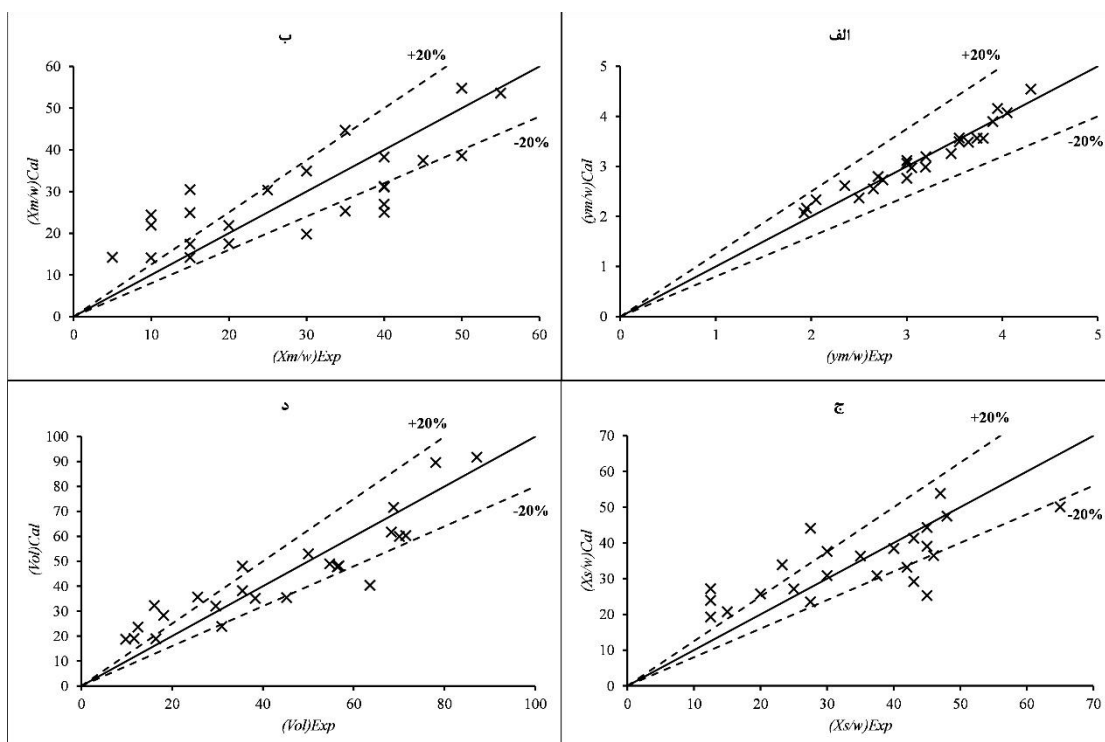 الف
+20%
-20%
5
4
3
2
1
0
0 1 2 3 4 5
(ym/w)Cal
(ym/w)Exp
ب
+20%
-20%
60
50
40
30
20
10
0
0 10 20 30 40 50 60
(Xm/w)Cal
(Xm/w)Exp
ج
+20%
-20%
70
60
50
40
30
20
10
0
0 10 20 30 40 50 60 70
(Xs/w)Cal
(Xs/w)Exp
د
+20%
-20%
100
90
80
70
60
50
40
30
20
10
0
0 20 40 60 80 100
(Vol)Cal
(Vol)Exp